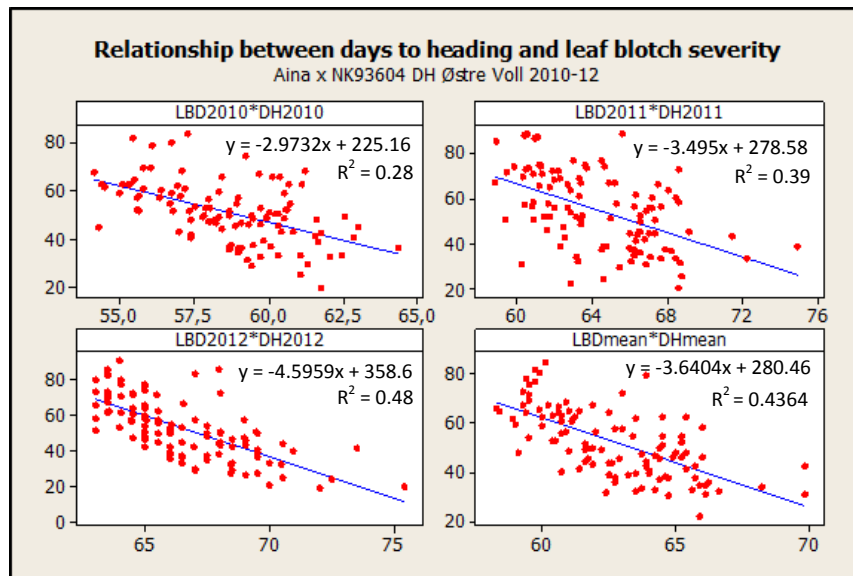 Relationship between days to heading and leaf blotch severity
Aina x NK93604 DH Østre Voll 2010-12
LBD2010*DH2010
y = -2.9732x + 225.16
R² = 0.28
80
60
40
20
55,0 57,5 60,0 62,5 65,0
LBD2011*DH2011
y = -3.495x + 278.58
R² = 0.39
80
60
40
20
60 64 68 72 76
LBD2012*DH2012
y = -4.5959x + 358.6
R² = 0.48
80
60
40
20
0
65 70 75
LBDmean*DHmean
y = -3.6404x + 280.46
R² = 0.4364
80
60
40
20
60 65 70